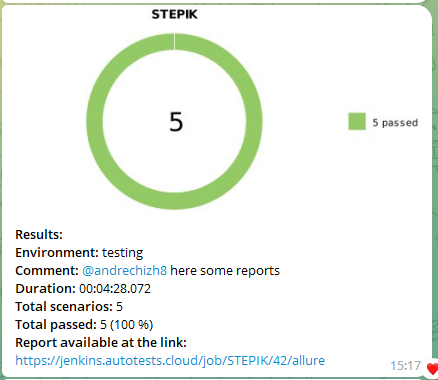 STEPIK
5
5 passed
Results:
Environment: testing
Comment: @andrechizh8 here some reports
Duration: 00:04:28.072
Total scenarios: 5
Total passed: 5 (100 %)
Report available at the link:
https://jenkins.autotests.cloud/job/STEPIK/42/allure
15:17